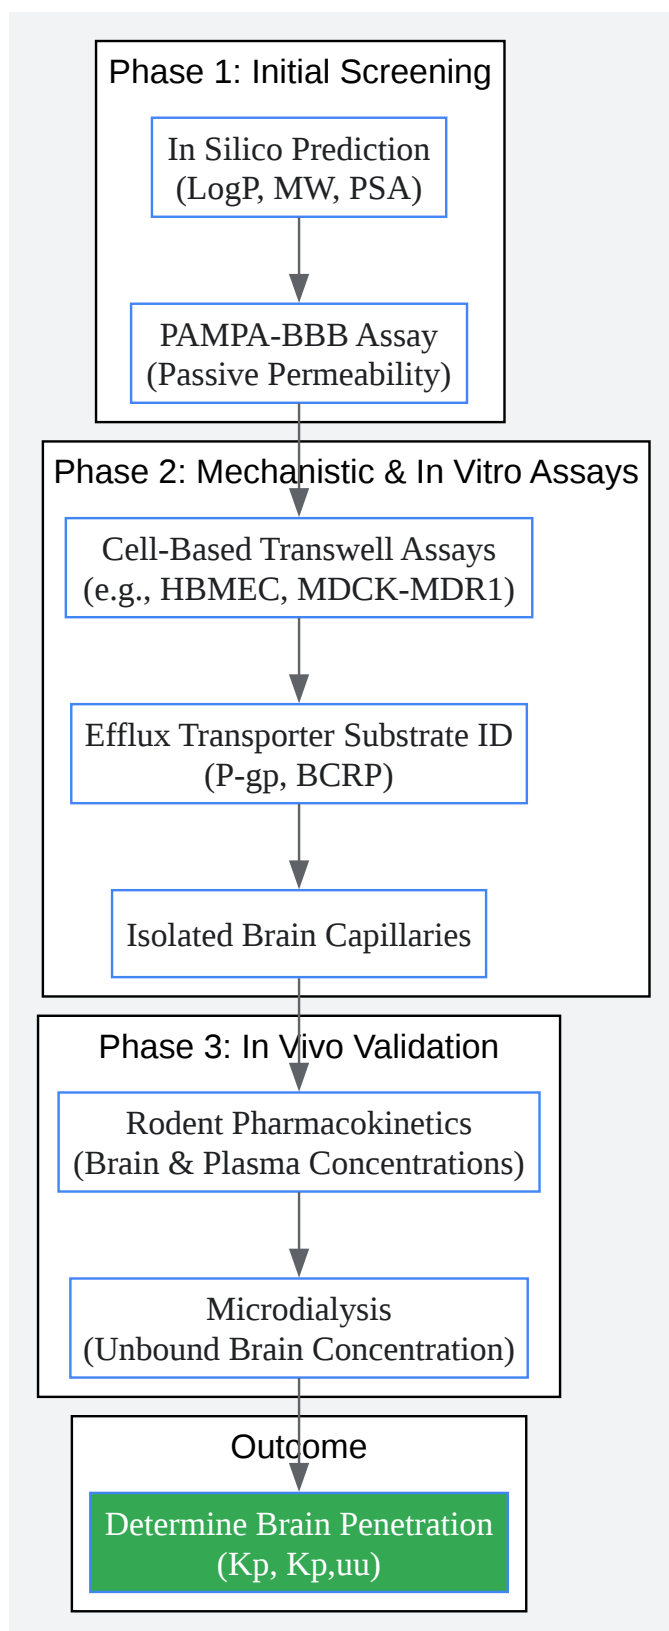 Phase 1: Initial Screening
In Silico Prediction
(LogP, MW, PSA)
PAMPA-BBB Assay
(Passive Permeability)
Phase 2: Mechanistic & In Vitro Assays
Cell-Based Transwell Assays
(e.g., HBMEC, MDCK-MDR1)
Efflux Transporter Substrate ID
(P-gp, BCRP)
Isolated Brain Capillaries
Phase 3: In Vivo Validation
Rodent Pharmacokinetics
(Brain & Plasma Concentrations)
Microdialysis
(Unbound Brain Concentration)
Outcome
Determine Brain Penetration
(Kp, Kp,uu)